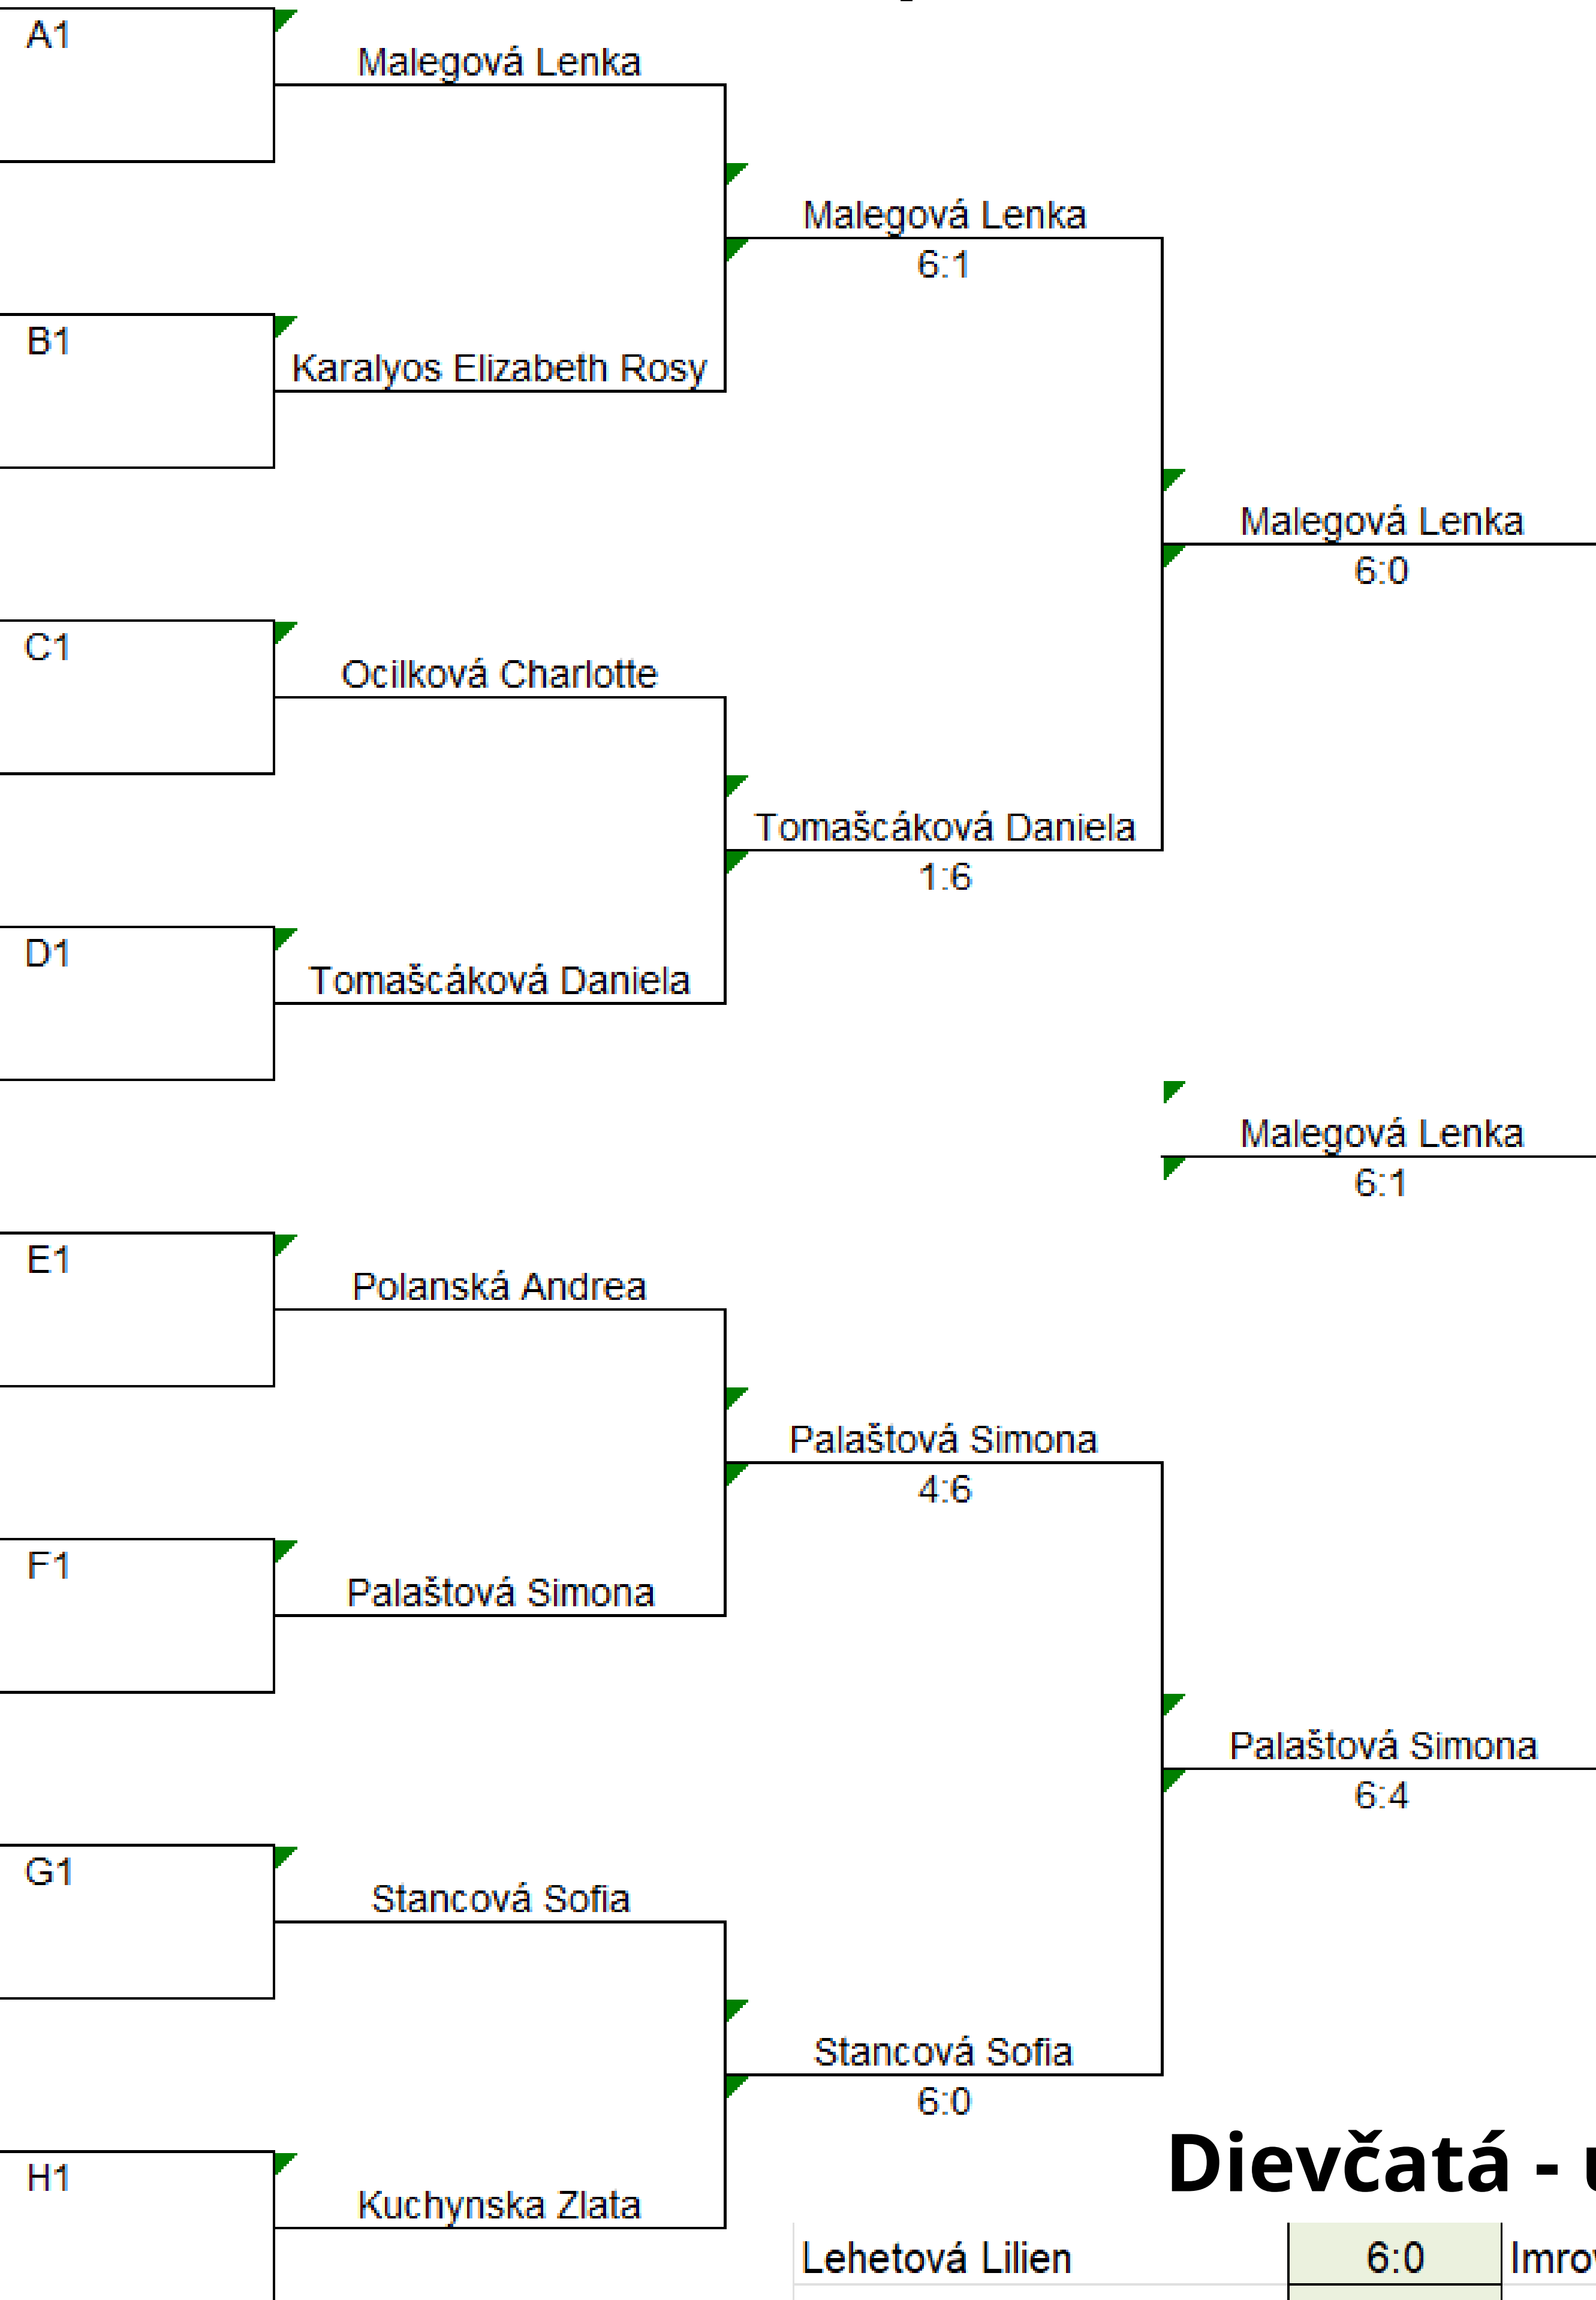 A1
Malegová Lenka
Malegová Lenka
6:1
B1
Karalyos Elizabeth Rosy
Malegová Lenka
6:0
C1
Ocilková Charlotte
Tomašcáková Daniela
1:6
D1
Tomašcáková Daniela
Malegová Lenka
6:1
E1
Polanská Andrea
Palaštová Simona
4:6
F1
Palaštová Simona
Palaštová Simona
6:4
G1
Stancová Sofia
Stancová Sofia
6:0
H1
Kuchynska Zlata
Dievčatá -
Lehetová Lilien 6:0